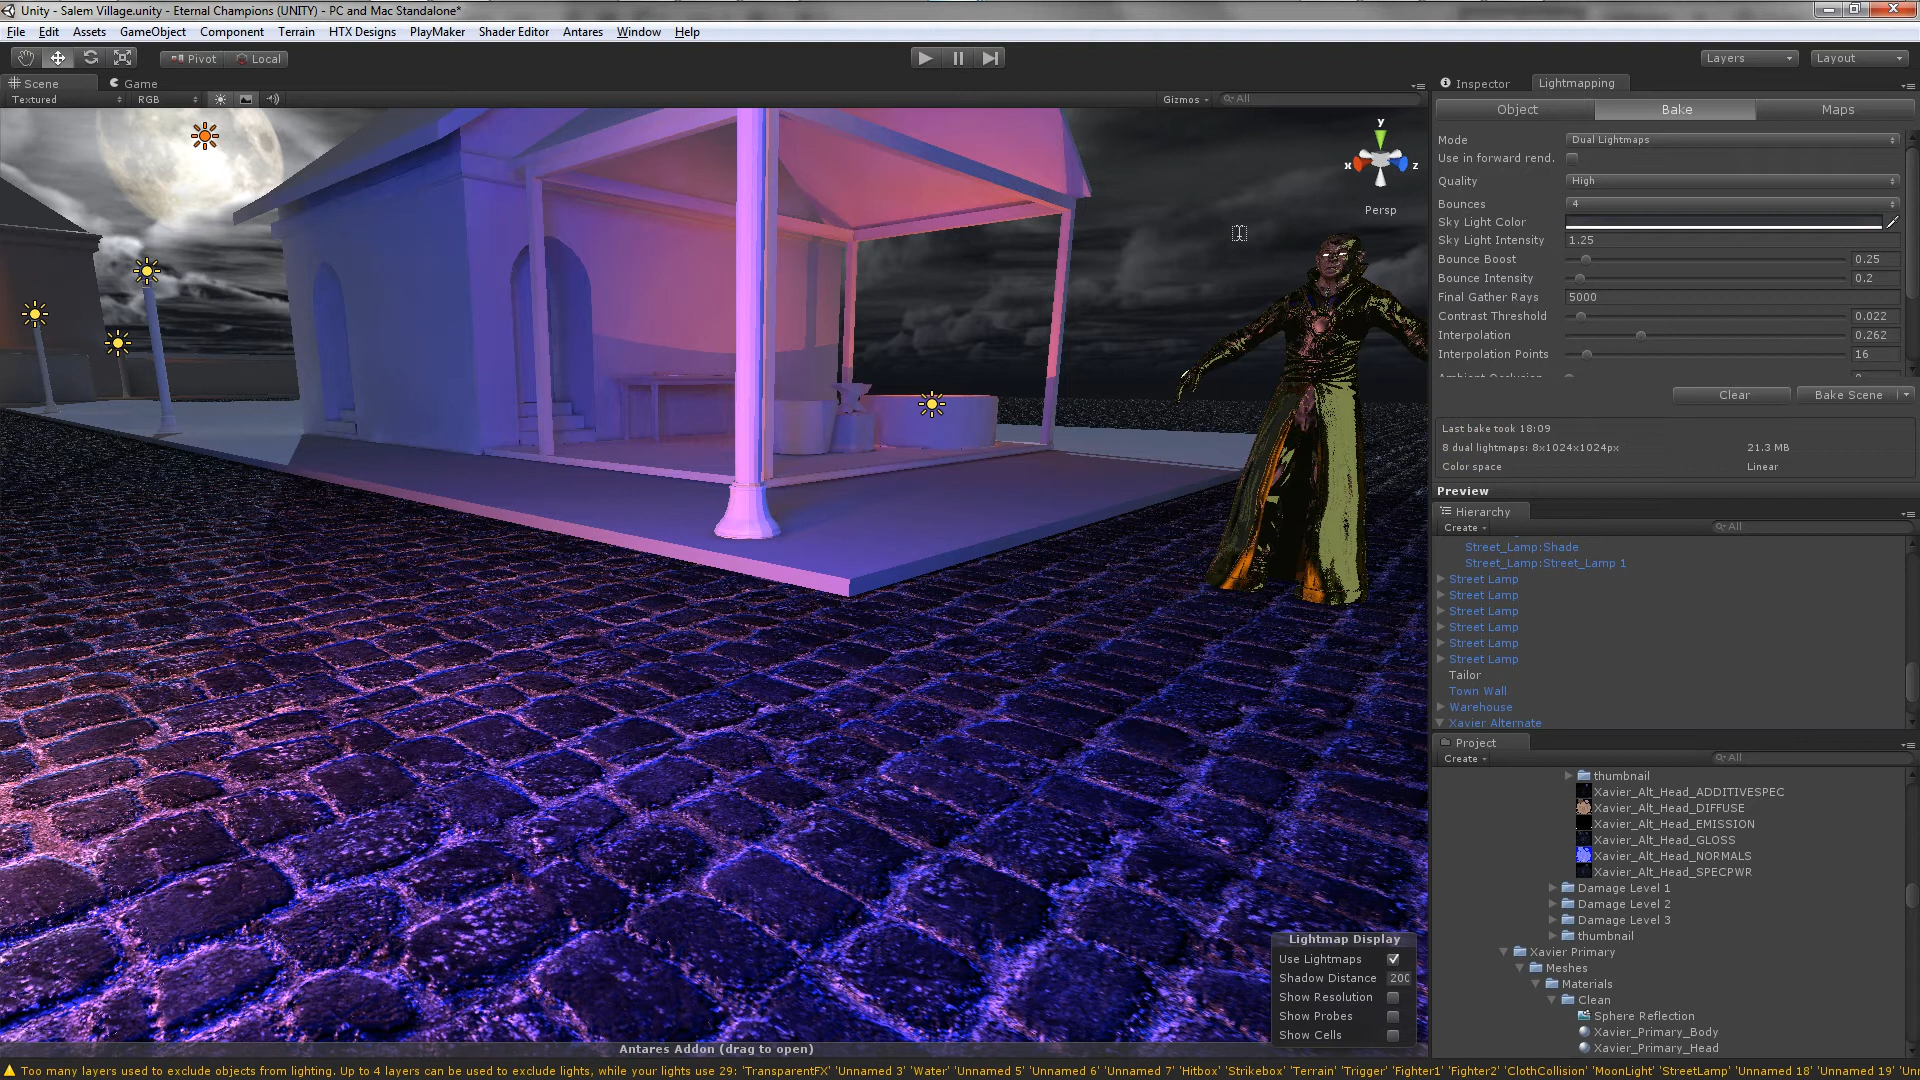 Unity - Salem Village.unity - Eternal Champions (UNITY) - PC and Mac Standalone*
File Edit Assets GameObject Component Terrain HTX Designs PlayMaker Shader Editor Antares Window Help
Pivot Local Layers Layout
Scene Game
Textured RGB Gizmos All
Inspector Lightmapping
Object Bake Maps
Mode Dual Lightmaps
Use in forward rend.
Quality High
Bounces 4
Sky Light Color
Sky Light Intensity 1.25
Bounce Boost 0.25
Bounce Intensity 0.2
Final Gather Rays 5000
Contrast Threshold 0.022
Interpolation 0.262
Interpolation Points 16
Ambient Occlusion 0
Clear Bake Scene
Last bake took 18:09
8 dual lightmaps: 8x1024x1024px 21.3 MB
Color space Linear
Preview
Hierarchy
Create All
Street_Lamp:Shade
Street_Lamp:Street_Lamp 1
Street Lamp
Street Lamp
Street Lamp
Street Lamp
Street Lamp
Street Lamp
Tailor
Town Wall
Warehouse
Xavier Alternate
Project
Create All
thumbnail
Xavier_Alt_Head_ADDITIVESPEC
Xavier_Alt_Head_DIFFUSE
Xavier_Alt_Head_EMISSION
Xavier_Alt_Head_GLOSS
Xavier_Alt_Head_NORMALS
Xavier_Alt_Head_SPECPWR
Damage Level 1
Damage Level 2
Damage Level 3
thumbnail
Xavier Primary
Meshes
Materials
Clean
Sphere Reflection
Xavier_Primary_Body
Xavier_Primary_Head
y
x z
Persp
Lightmap Display
Use Lightmaps
Shadow Distance 200
Show Resolution
Show Probes
Show Cells
Antares Addon (drag to open)
Too many layers used to exclude objects from lighting. Up to 4 layers can be used to exclude lights, while your lights use 29: 'TransparentFX' 'Unnamed 3' 'Water' 'Unnamed 5' 'Unnamed 6' 'Unnamed 7' 'Hitbox' 'Strikebox' 'Terrain' 'Trigger' 'Fighter1' 'Fighter2' 'ClothCollision' 'MoonLight' 'StreetLamp' 'Unnamed 18' 'Unnamed 19'